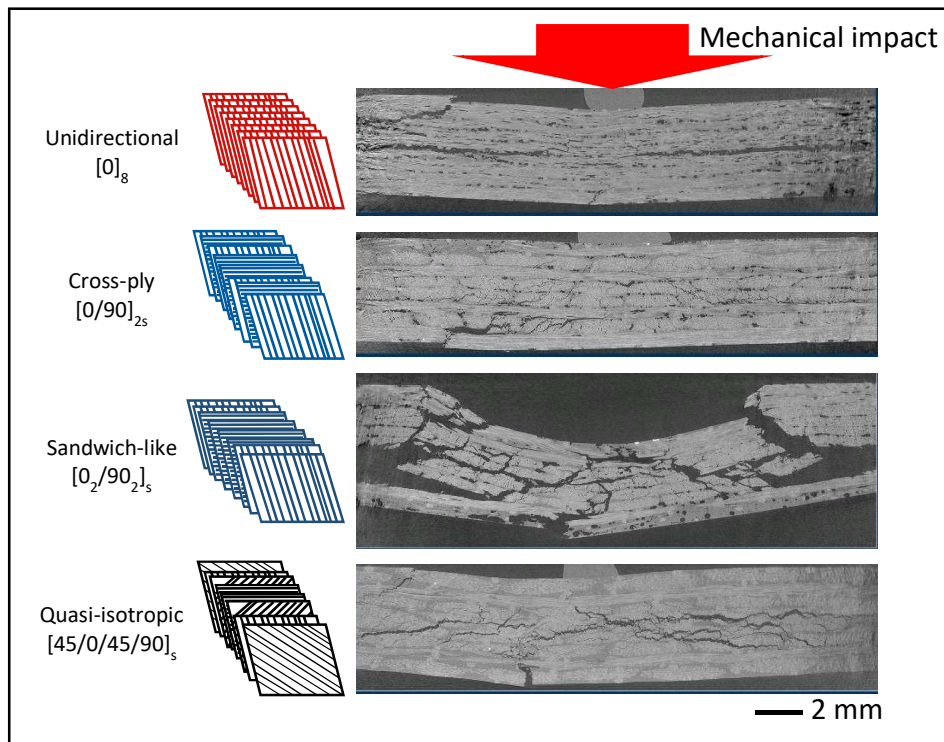 Mechanical impact
Unidirectional
[0]₈
Cross-ply
[0/90]₂ₛ
Sandwich-like
[0₂/90₂]ₛ
Quasi-isotropic
[45/0/45/90]ₛ
2 mm